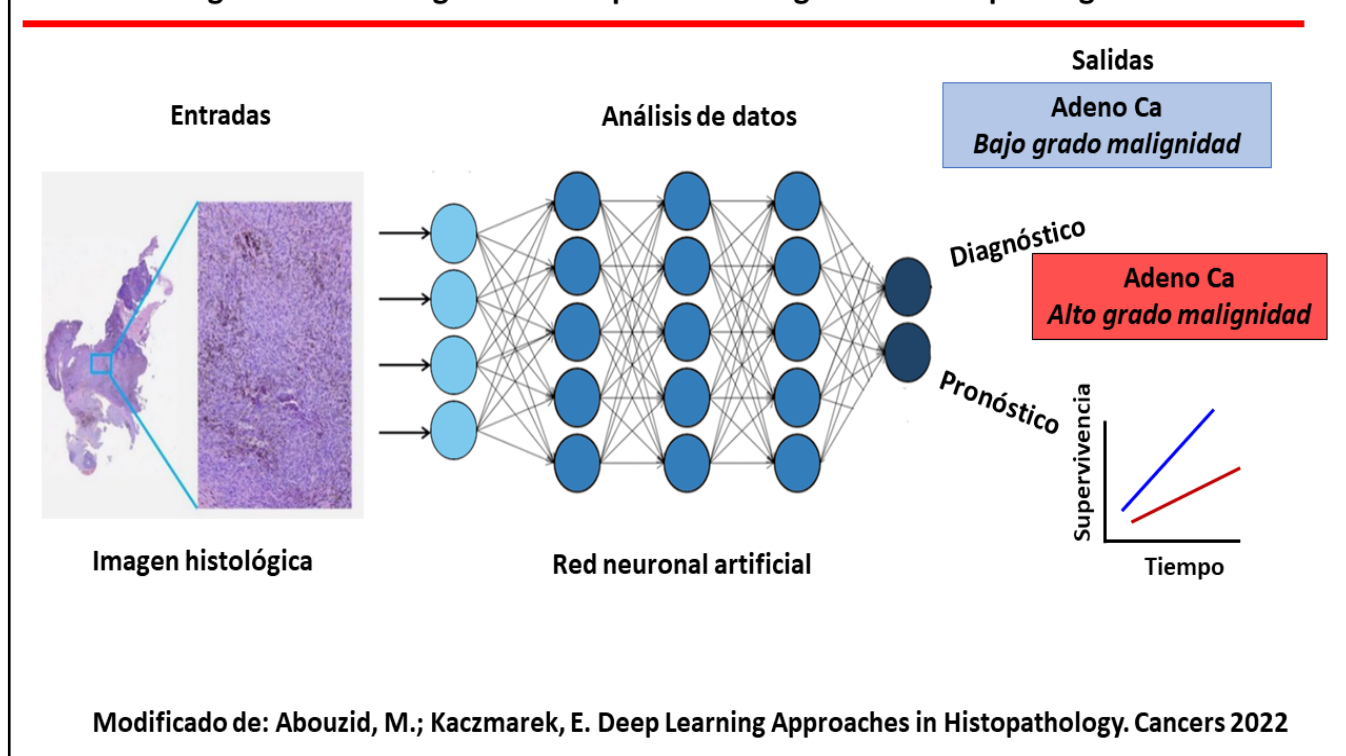 Salidas
Entradas
Análisis de datos
Adeno Ca
Bajo grado malignidad
Diagnóstico
Adeno Ca
Alto grado malignidad
Pronóstico
Supervivencia
Tiempo
Imagen histológica
Red neuronal artificial
Modificado de: Abouzid, M.; Kaczmarek, E. Deep Learning Approaches in Histopathology. Cancers 2022